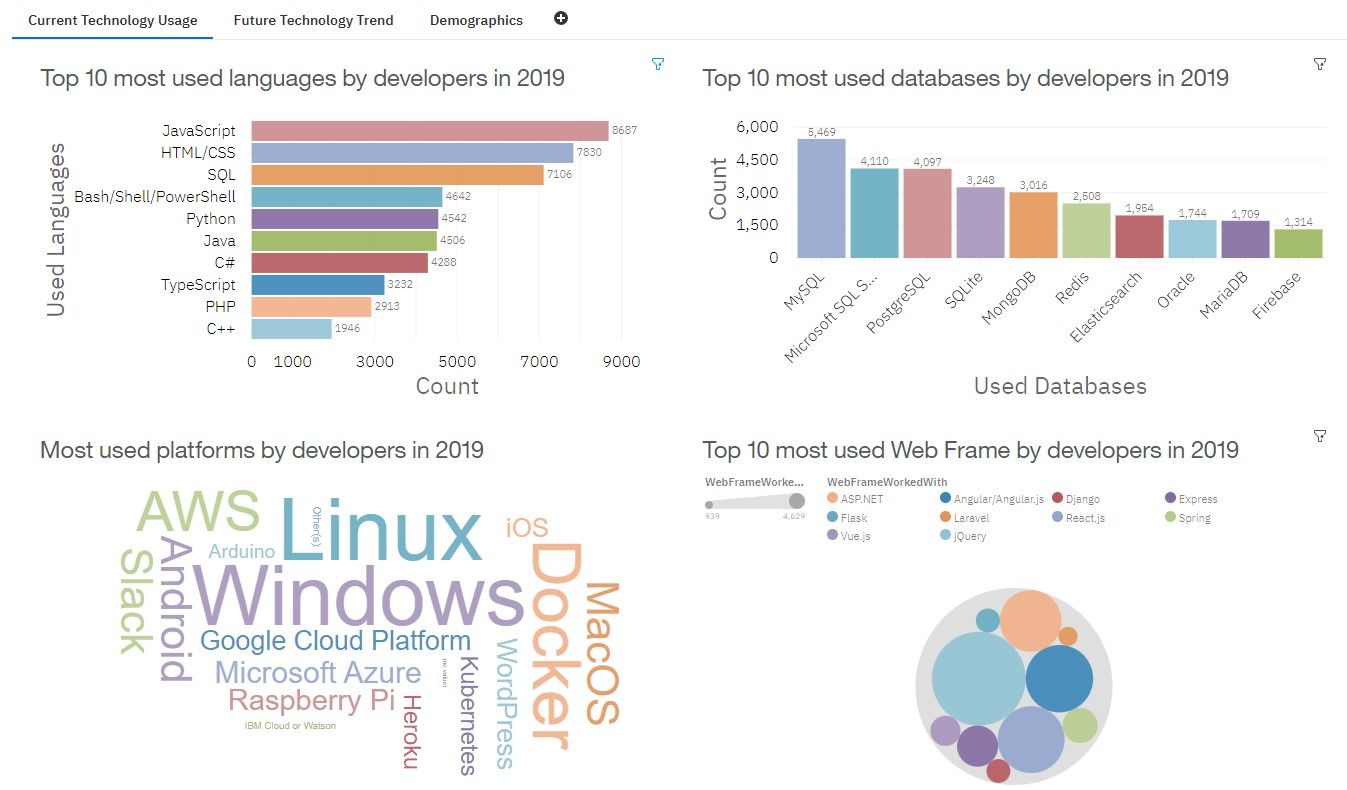 Current Technology Usage Future Technology Trend Demographics
Top 10 most used languages by developers in 2019
Used Languages
JavaScript 8687
HTML/CSS 7830
SQL 7106
Bash/Shell/PowerShell 4642
Python 4542
Java 4506
C# 4288
TypeScript 3232
PHP 2913
C++ 1946
0 1000 3000 5000 7000 9000
Count
Top 10 most used databases by developers in 2019
Count
6,000
4,500
3,000
1,500
0
5,469 4,110 4,097 3,248 3,016 2,508 1,954 1,744 1,709 1,314
MySQL Microsoft SQL S... PostgreSQL SQLite MongoDB Redis Elasticsearch Oracle MariaDB Firebase
Used Databases
Most used platforms by developers in 2019
AWS
Linux
Other(s):
iOS
Arduino
Slack
Android
Windows
Docker
MacOS
Google Cloud Platform
Microsoft Azure
(no value)
Kubernetes
WordPress
Raspberry Pi
Heroku
IBM Cloud or Watson
Top 10 most used Web Frame by developers in 2019
WebFrameWorke... WebFrameWorkedWith
939 4,629
ASP.NET Angular/Angular.js Django Express
Flask Laravel React.js Spring
Vue.js jQuery